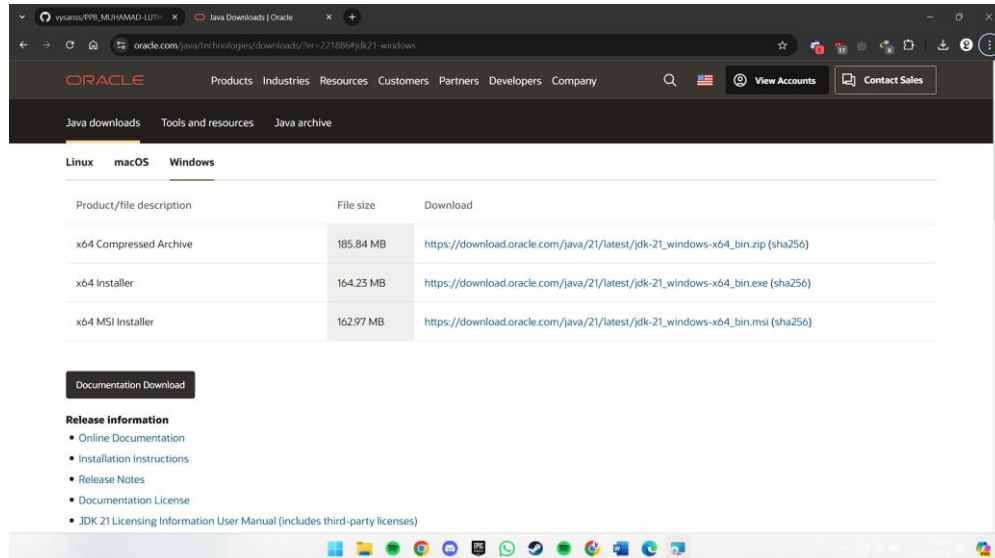 vysanss/PPB_MUHAMAD-LUTH
Java Downloads | Oracle
oracle.com/java/technologies/downloads/?er=221886#jdk21-windows
ORACLE
Products Industries Resources Customers Partners Developers Company
View Accounts
Contact Sales
Java downloads Tools and resources Java archive
Linux macOS Windows
Product/file description File size Download
x64 Compressed Archive 185.84 MB https://download.oracle.com/java/21/latest/jdk-21_windows-x64_bin.zip (sha256)
x64 Installer 164.23 MB https://download.oracle.com/java/21/latest/jdk-21_windows-x64_bin.exe (sha256)
x64 MSI Installer 162.97 MB https://download.oracle.com/java/21/latest/jdk-21_windows-x64_bin.msi (sha256)
Documentation Download
Release information
• Online Documentation
• Installation Instructions
• Release Notes
• Documentation License
• JDK 21 Licensing Information User Manual (includes third-party licenses)